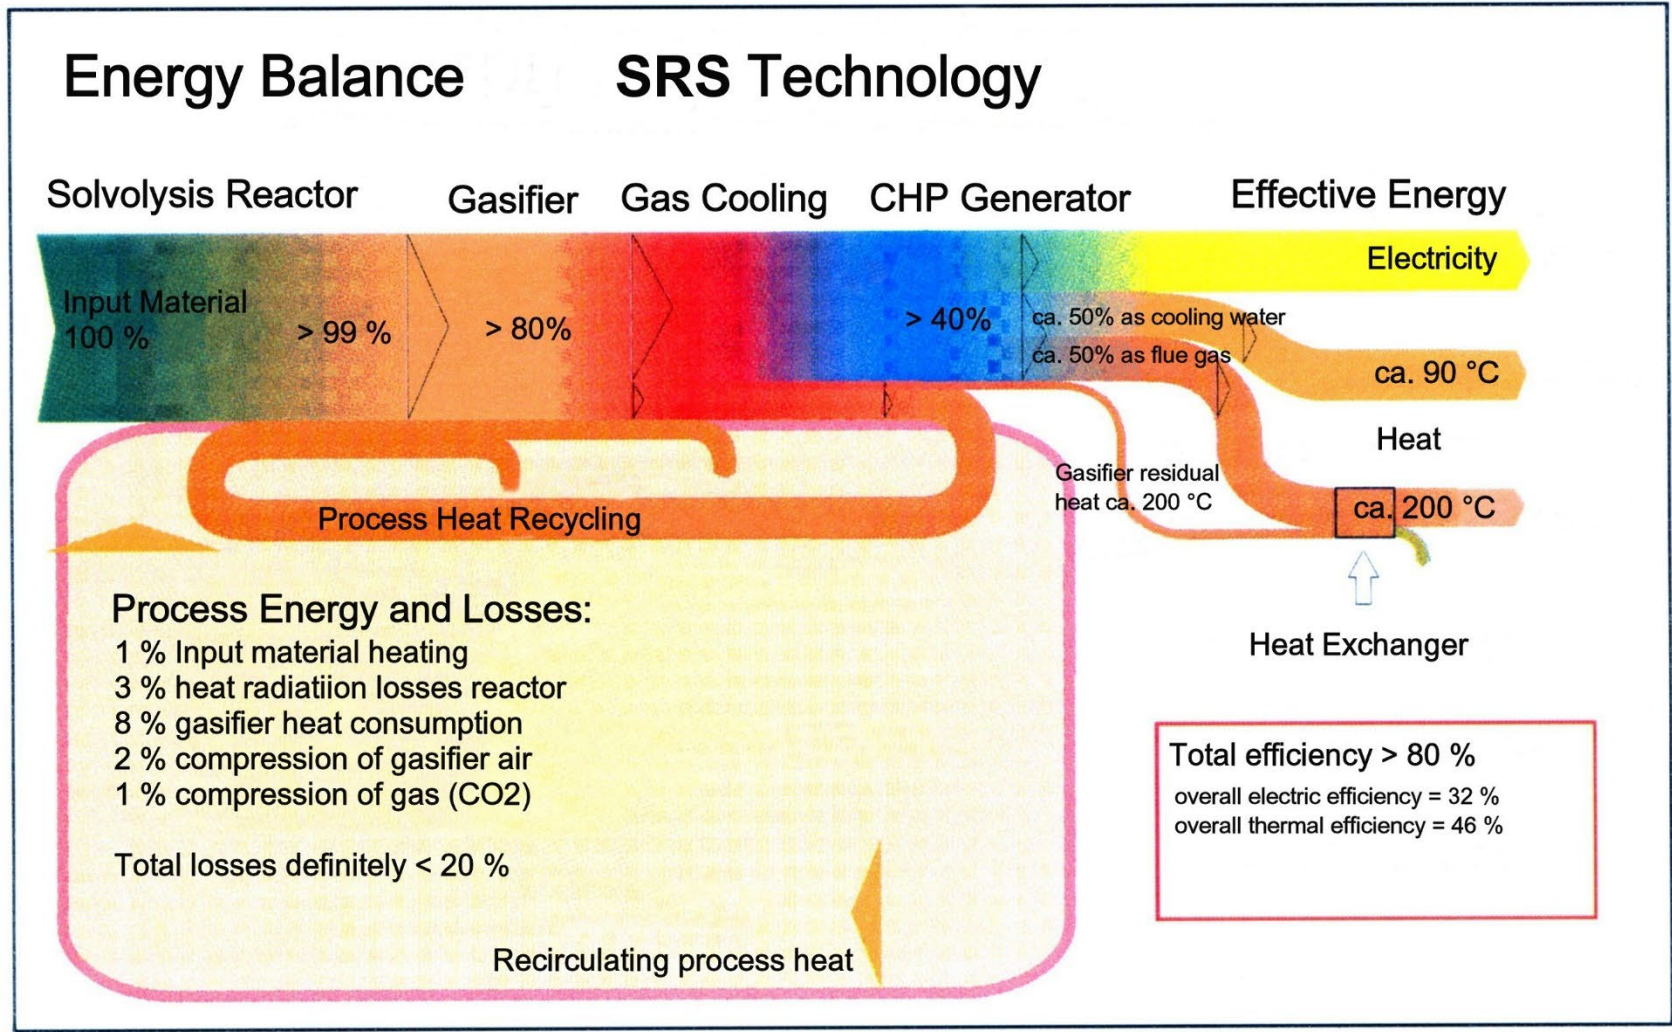 Energy Balance
SRS Technology
Solvolysis Reactor
Gasifier
Gas Cooling
CHP Generator
Effective Energy
Input Material
100 %
> 99 %
> 80%
> 40%
Electricity
ca. 50% as cooling water
ca. 50% as flue gas
ca. 90 °C
Heat
Gasifier residual
heat ca. 200 °C
ca. 200 °C
Process Heat Recycling
Heat Exchanger
Process Energy and Losses:
1 % Input material heating
3 % heat radiatiion losses reactor
8 % gasifier heat consumption
2 % compression of gasifier air
1 % compression of gas (CO2)
Total losses definitely < 20 %
Recirculating process heat
Total efficiency > 80 %
overall electric efficiency = 32 %
overall thermal efficiency = 46 %